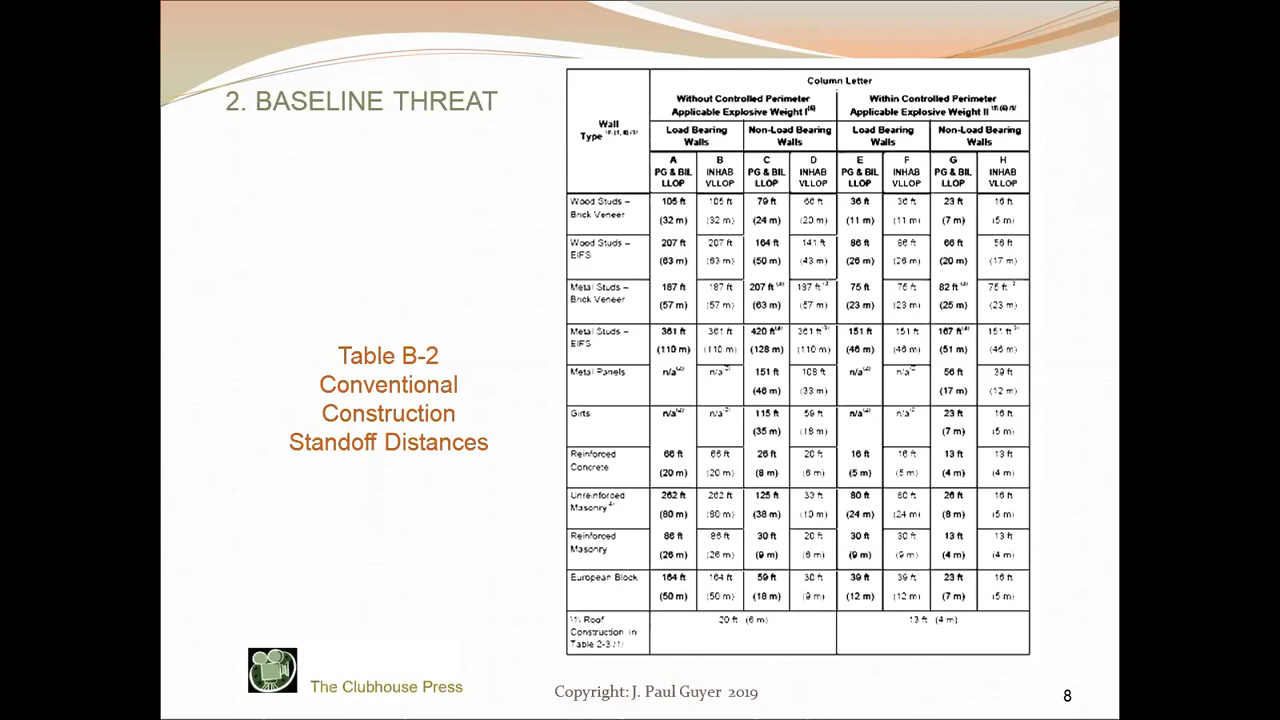 2. BASELINE THREAT
Table B-2
Conventional
Construction
Standoff Distances
Column Letter
Wall
Type
Without Controlled Perimeter
Applicable Explosive Weight I(6)
Within Controlled Perimeter
Applicable Explosive Weight II
Load Bearing
Walls
Non-Load Bearing
Walls
Load Bearing
Walls
Non-Load Bearing
Walls
A B C D E F G H
PG & BIL INHAB PG & BIL INHAB PG & BIL INHAB PG & BIL INHAB
LLOP VLLOP LLOP VLLOP LLOP VLLOP LLOP VLLOP
Wood Studs – 105 ft 105 ft 79 ft 66 ft 36 ft 36 ft 23 ft 16 ft
Brick Veneer (32 m) (32 m) (24 m) (20 m) (11 m) (11 m) (7 m) (5 m)
Wood Studs – 207 ft 207 ft 164 ft 141 ft 86 ft 86 ft 66 ft 56 ft
EIFS (63 m) (63 m) (50 m) (43 m) (26 m) (26 m) (20 m) (17 m)
Metal Studs – 187 ft 187 ft 207 ft 187 ft 75 ft 75 ft 82 ft 75 ft
Brick Veneer (57 m) (57 m) (63 m) (57 m) (23 m) (23 m) (25 m) (23 m)
Metal Studs – 361 ft 361 ft 420 ft 361 ft 151 ft 151 ft 167 ft 151 ft
EIFS (110 m) (110 m) (128 m) (110 m) (46 m) (46 m) (51 m) (46 m)
Metal Panels n/a(2) n/a(2) 151 ft 108 ft n/a(2) n/a 56 ft 39 ft
(46 m) (33 m) (17 m) (12 m)
Girts n/a(2) n/a(2) 115 ft 59 ft n/a(2) n/a 23 ft 16 ft
(35 m) (18 m) (7 m) (5 m)
Reinforced 66 ft 66 ft 26 ft 20 ft 16 ft 16 ft 13 ft 13 ft
Concrete (20 m) (20 m) (8 m) (6 m) (5 m) (5 m) (4 m) (4 m)
Unreinforced 262 ft 262 ft 125 ft 33 ft 80 ft 80 ft 26 ft 16 ft
Masonry (80 m) (80 m) (38 m) (10 m) (24 m) (24 m) (8 m) (5 m)
Reinforced 86 ft 86 ft 30 ft 20 ft 30 ft 30 ft 13 ft 13 ft
Masonry (26 m) (26 m) (9 m) (6 m) (9 m) (9 m) (4 m) (4 m)
European Block 164 ft 164 ft 59 ft 30 ft 39 ft 39 ft 23 ft 16 ft
(50 m) (50 m) (18 m) (9 m) (12 m) (12 m) (7 m) (5 m)
Roof 20 ft (6 m) 13 ft (4 m)
Construction in
Table 2-3
The Clubhouse Press
Copyright: J. Paul Guyer 2019
8